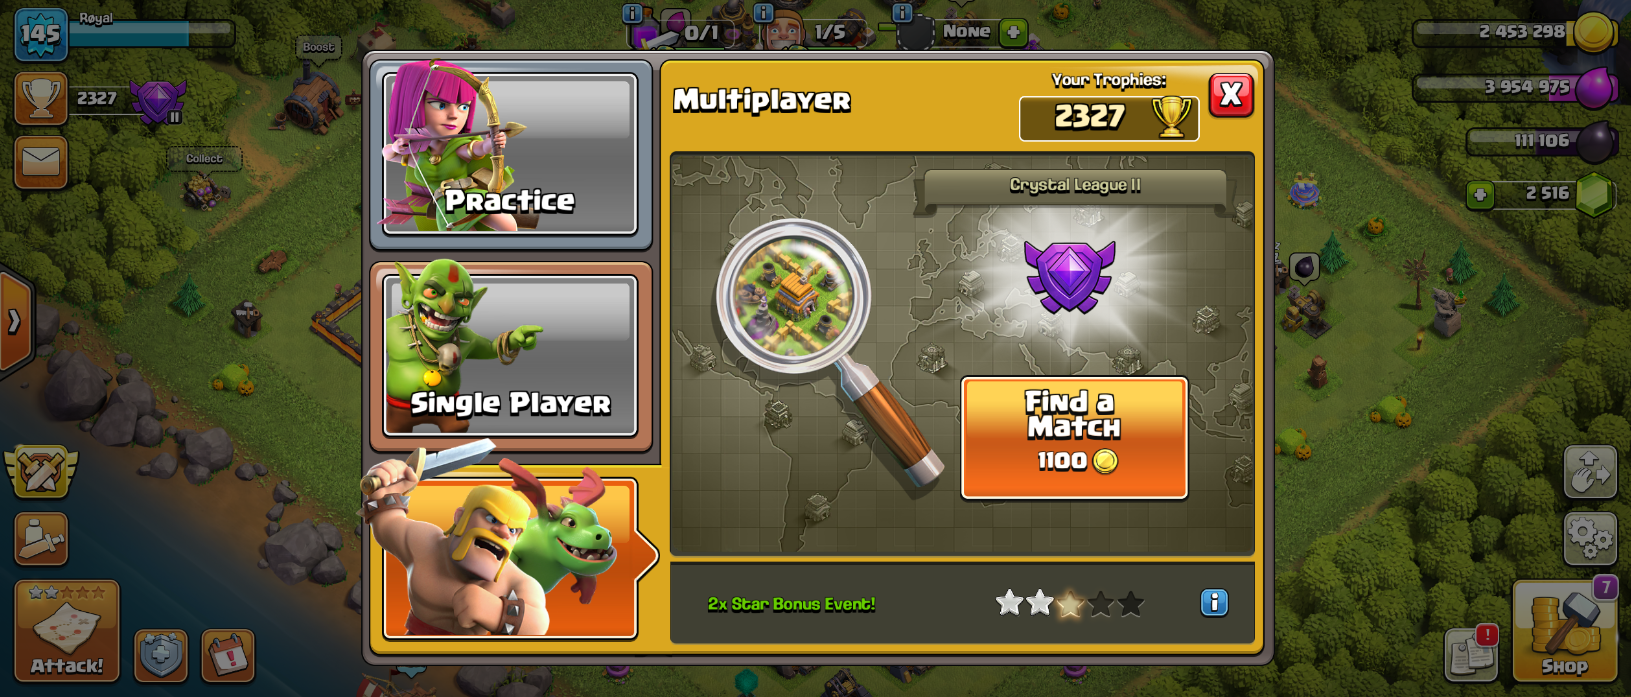 145
Røyal
0/1
1/5
None
2 453 298
Boost
2327
3 954 975
Collect
111 106
2 516
Practice
Single Player
Multiplayer
Your Trophies:
2327
X
Crystal League II
Find a
Match
1100
2x Star Bonus Event!
Attack!
7
!
Shop